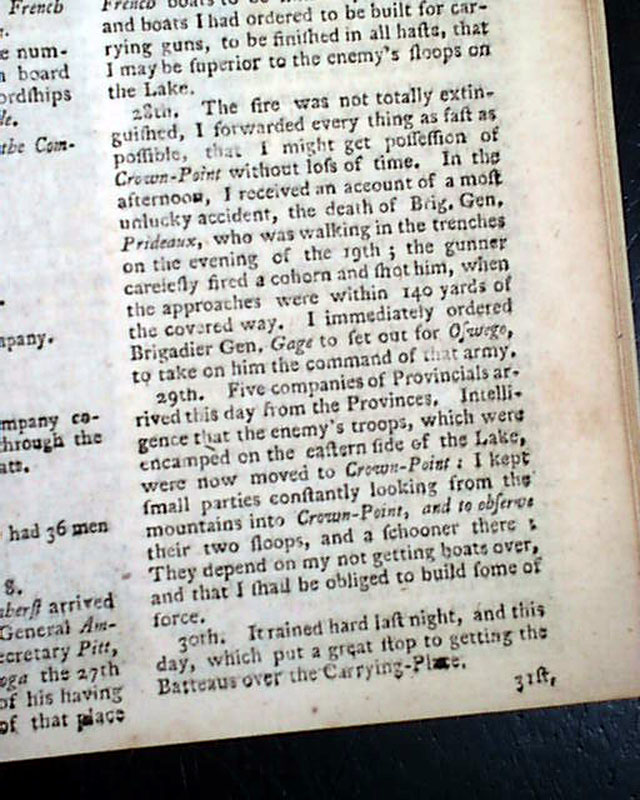 French
e num-
board
ordships
the Com-
mpany.
ompany co-
through the
ats.
had 36 men
8.
herſt arrived
General Am-
ecretary Pitt,
oga the 27th
of his having
of that place
French boats to be
and boats I had ordered to be built for car-
rying guns, to be finiſhed in all haſte, that
I may be ſuperior to the enemy's ſloops on
the Lake.
28th. The fire was not totally extin-
guiſhed, I forwarded every thing as faſt as
poſſible, that I might get poſſeſſion of
Crown-Point without loſs of time. In the
afternoon, I received an account of a moſt
unlucky accident, the death of Brig. Gen.
Prideaux, who was walking in the trenches
on the evening of the 19th; the gunner
careleſly fired a cohorn and ſhot him, when
the approaches were within 140 yards of
the covered way. I immediately ordered
Brigadier Gen. Gage to ſet out for Oſwego,
to take on him the command of that army.
29th. Five companies of Provincials ar-
rived this day from the Provinces. Intelli-
gence that the enemy's troops, which were
encamped on the eaſtern ſide of the Lake,
were now moved to Crown-Point: I kept
ſmall parties conſtantly looking from the
mountains into Crown-Point, and to obſerve
their two ſloops, and a ſchooner there;
They depend on my not getting boats over,
and that I ſhall be obliged to build ſome of
force.
30th. It rained hard laſt night, and this
day, which put a great ſtop to getting the
Batteaus over the Carrying-Place.
31ſt,